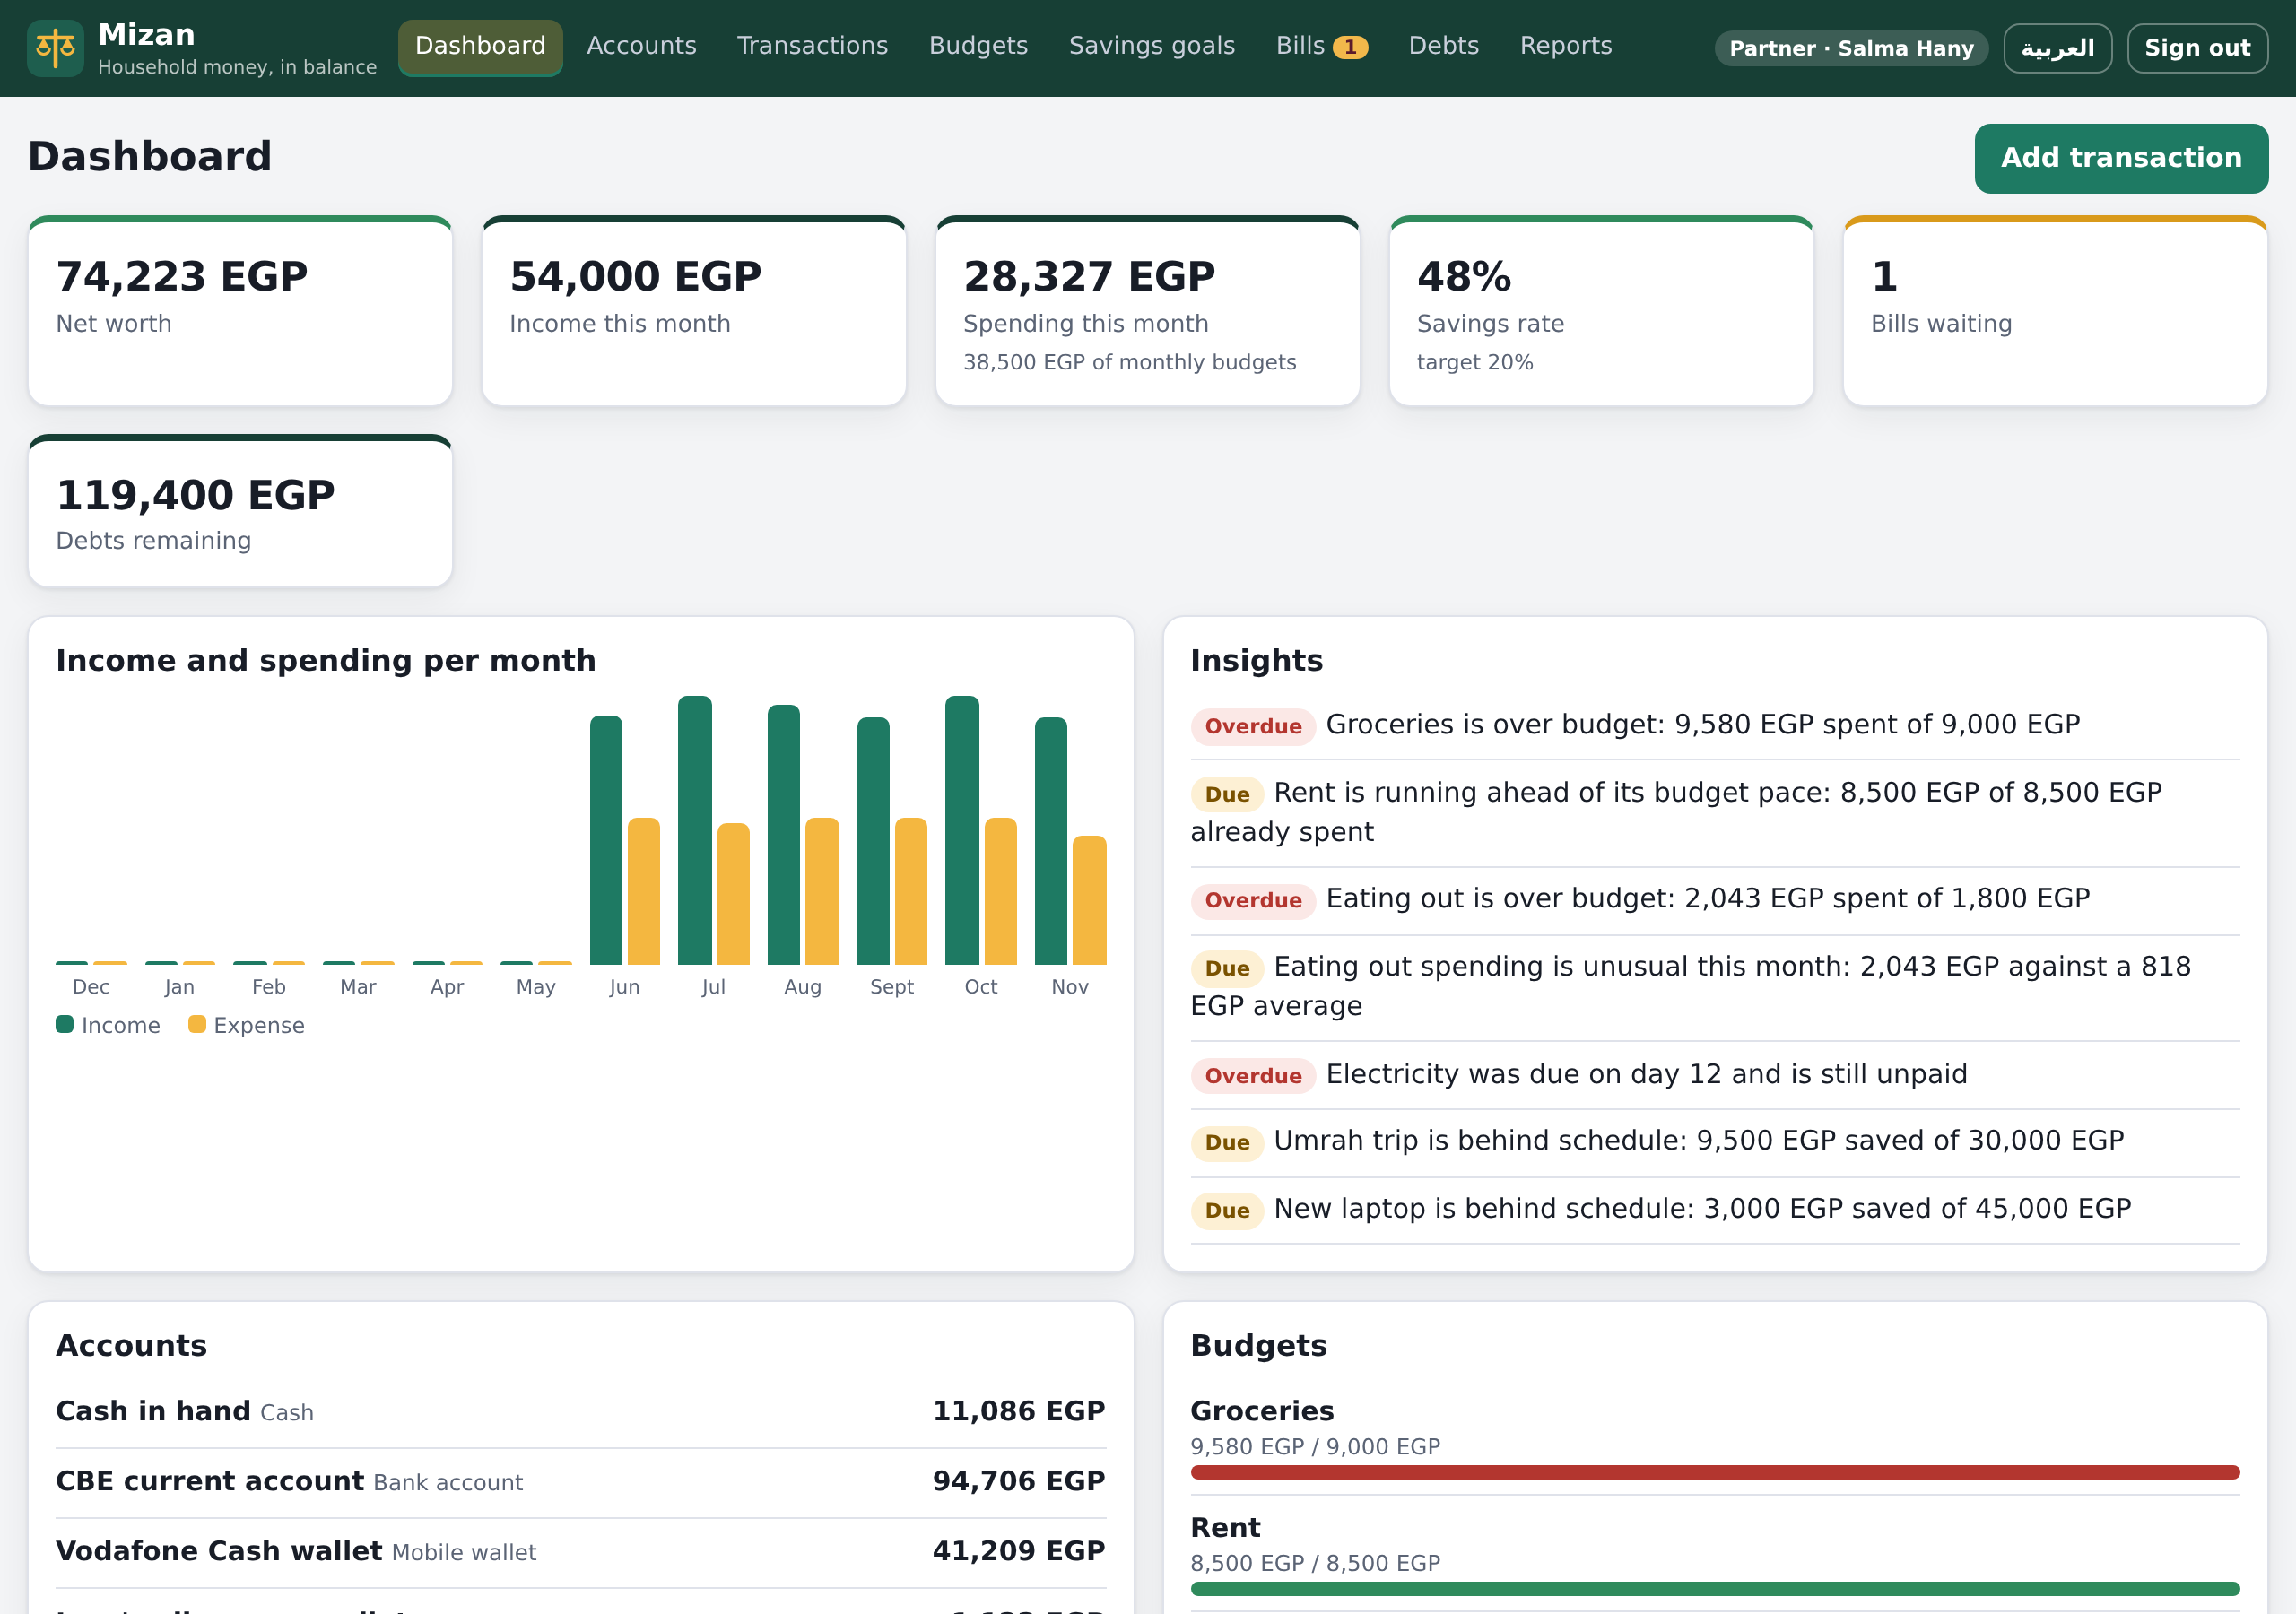 Mizan
Household money, in balance
Dashboard
Accounts
Transactions
Budgets
Savings goals
Bills 1
Debts
Reports
Partner · Salma Hany
العربية
Sign out
Dashboard
Add transaction
74,223 EGP
Net worth
54,000 EGP
Income this month
28,327 EGP
Spending this month
38,500 EGP of monthly budgets
48%
Savings rate
target 20%
1
Bills waiting
119,400 EGP
Debts remaining
Income and spending per month
Dec Jan Feb Mar Apr May Jun Jul Aug Sept Oct Nov
Income Expense
Insights
Overdue Groceries is over budget: 9,580 EGP spent of 9,000 EGP
Due Rent is running ahead of its budget pace: 8,500 EGP of 8,500 EGP
already spent
Overdue Eating out is over budget: 2,043 EGP spent of 1,800 EGP
Due Eating out spending is unusual this month: 2,043 EGP against a 818
EGP average
Overdue Electricity was due on day 12 and is still unpaid
Due Umrah trip is behind schedule: 9,500 EGP saved of 30,000 EGP
Due New laptop is behind schedule: 3,000 EGP saved of 45,000 EGP
Accounts
Cash in hand Cash 11,086 EGP
CBE current account Bank account 94,706 EGP
Vodafone Cash wallet Mobile wallet 41,209 EGP
Budgets
Groceries
9,580 EGP / 9,000 EGP
Rent
8,500 EGP / 8,500 EGP